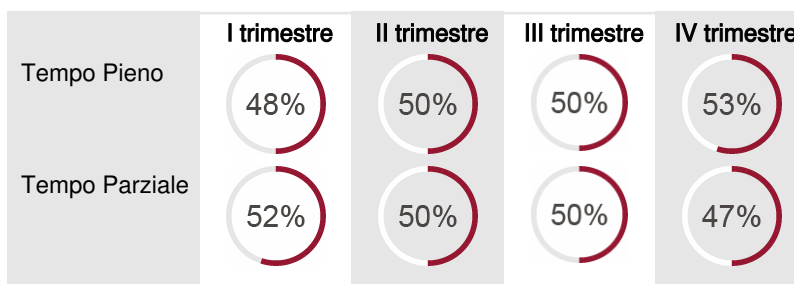 I trimestre II trimestre III trimestre IV trimestre
Tempo Pieno
48% 50% 50% 53%
Tempo Parziale
52% 50% 50% 47%